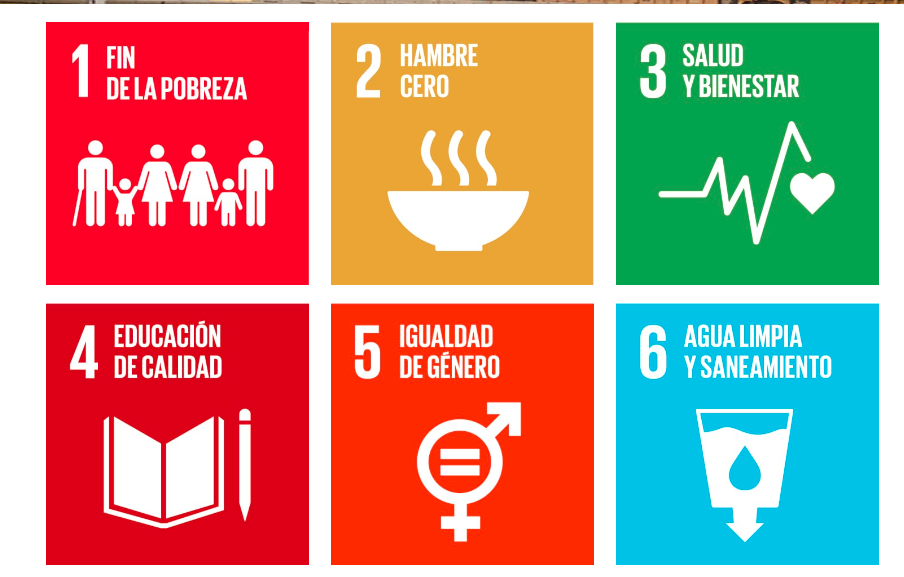 1 FIN
DE LA POBREZA
2 HAMBRE
CERO
3 SALUD
Y BIENESTAR
4 EDUCACIÓN
DE CALIDAD
5 IGUALDAD
DE GÉNERO
6 AGUA LIMPIA
Y SANEAMIENTO